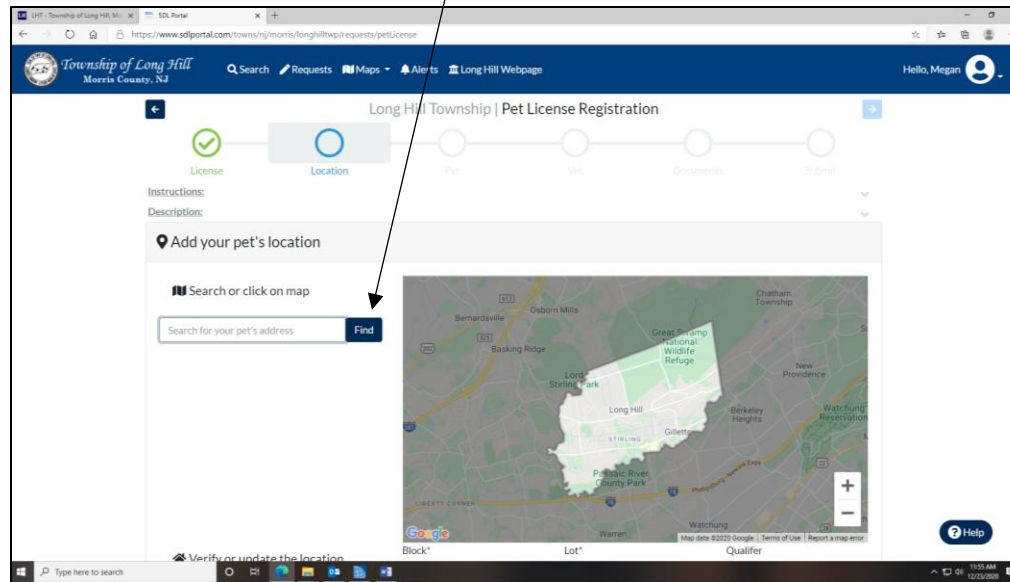 LHT - Township of Long Hill, Mo
SDL Portal
https://www.sdlportal.com/towns/nj/morris/longhilltwp/requests/petLicense
Township of Long Hill
Morris County, NJ
Search Requests Maps Alerts Long Hill Webpage
Hello, Megan
Long Hill Township | Pet License Registration
License Location Pet Vet Documents Submit
Instructions:
Description:
Add your pet's location
Search or click on map
Search for your pet's address Find
Chatham
Township
Osborn Mills
Bernardsville
Great Swamp
National
Wildlife
Refuge
Basking Ridge
New
Providence
Lord
Stirling Park
Long Hill
Berkeley
Heights
Watchung
Reservation
Gillette
STIRLING
Passaic River
County Park
LIBERTY CORNER
Watchung
Warren
Google
Map data ©2020 Google Terms of Use Report a map error
+
−
Help
Verify or update the location
Block* Lot* Qualifer
Type here to search
11:55 AM
12/23/2020